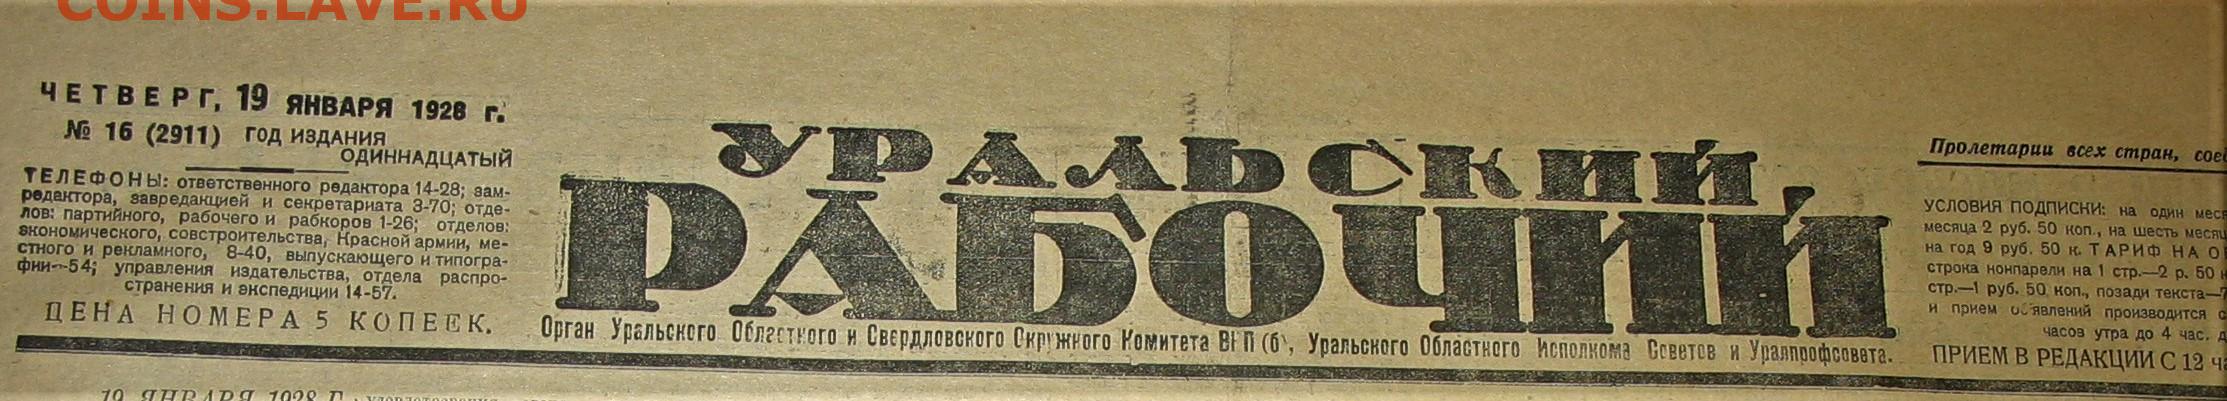 COINS.LAVE.RU
ЧЕТВЕРГ, 19 ЯНВАРЯ 1928 г.
№ 16 (2911) ГОД ИЗДАНИЯ
ОДИННАДЦАТЫЙ
ТЕЛЕФОНЫ: ответственного редактора 14-28; зам-
редактора, завредакцией и секретариата 3-70; отде-
лов: партийного, рабочего и рабкоров 1-26; отделов:
экономического, совстроительства, Красной армии, ме-
стного и рекламного, 8-40, выпускающего и типогра-
фии—54; управления издательства, отдела распро-
странения и экспедиции 14-57.
ЦЕНА НОМЕРА 5 КОПЕЕК.
УРАЛЬСКИЙ
РАБОЧИЙ
Орган Уральского Областного и Свердловского Окружного Комитета ВКП(б), Уральского Областного Исполкома Советов и Уралпрофсовета.
Пролетарии всех стран, сое
УСЛОВИЯ ПОДПИСКИ: на один мес
месяца 2 руб. 50 коп., на шесть месяц
на год 9 руб. 50 к. ТАРИФ НА О
строка нонпарели на 1 стр.—2 р. 50 к
стр.—1 руб. 50 коп., позади текста—7
и прием объявлений производится с
часов утра до 4 час. д
ПРИЕМ В РЕДАКЦИИ С 12 ча
19 ЯНВАРЯ 1928 Г.